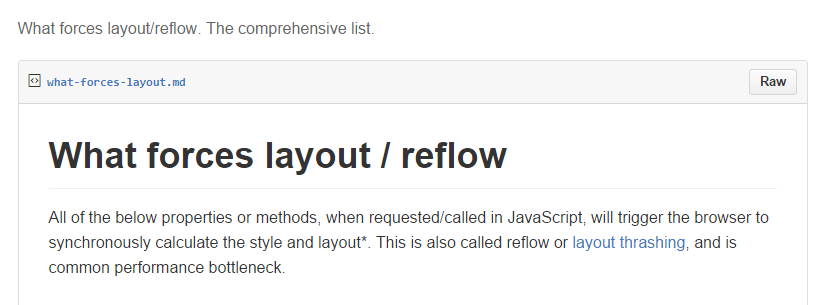 What forces layout/reflow. The comprehensive list.
what-forces-layout.md
Raw
What forces layout / reflow
All of the below properties or methods, when requested/called in JavaScript, will trigger the browser to
synchronously calculate the style and layout*. This is also called reflow or layout thrashing, and is
common performance bottleneck.